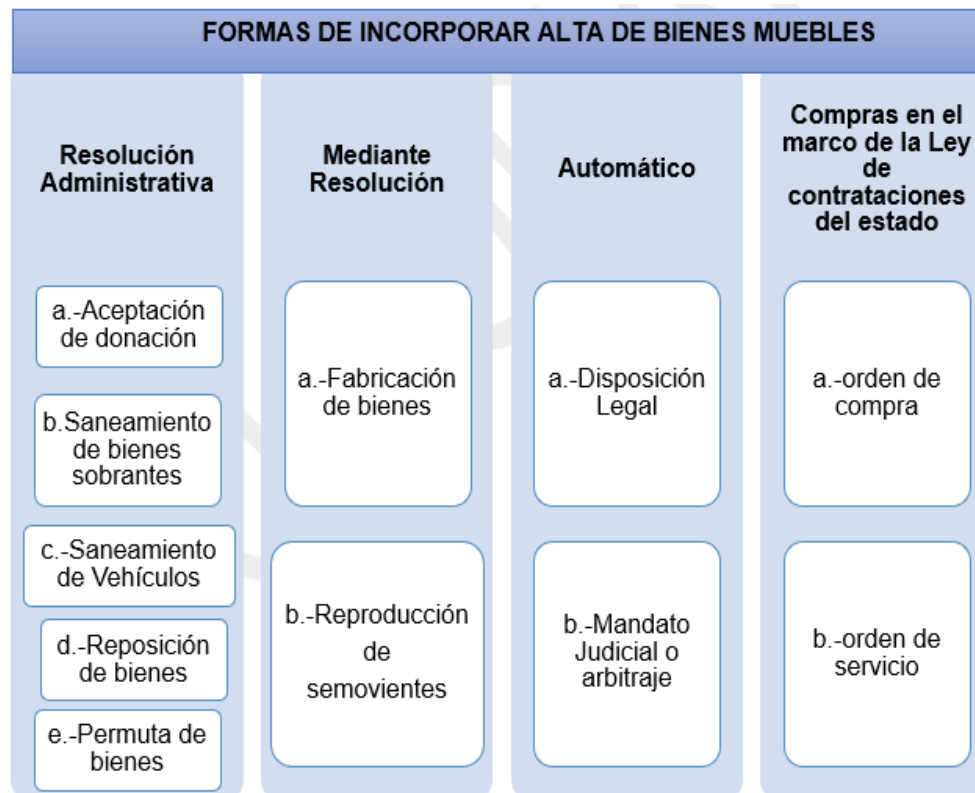 FORMAS DE INCORPORAR ALTA DE BIENES MUEBLES
Resolución
Administrativa
a.-Aceptación
de donación
b.Saneamiento
de bienes
sobrantes
c.-Saneamiento
de Vehículos
d.-Reposición
de bienes
e.-Permuta de
bienes
Mediante
Resolución
a.-Fabricación
de bienes
b.-Reproducción
de
semovientes
Automático
a.-Disposición
Legal
b.-Mandato
Judicial o
arbitraje
Compras en el
marco de la Ley
de
contrataciones
del estado
a.-orden de
compra
b.-orden de
servicio